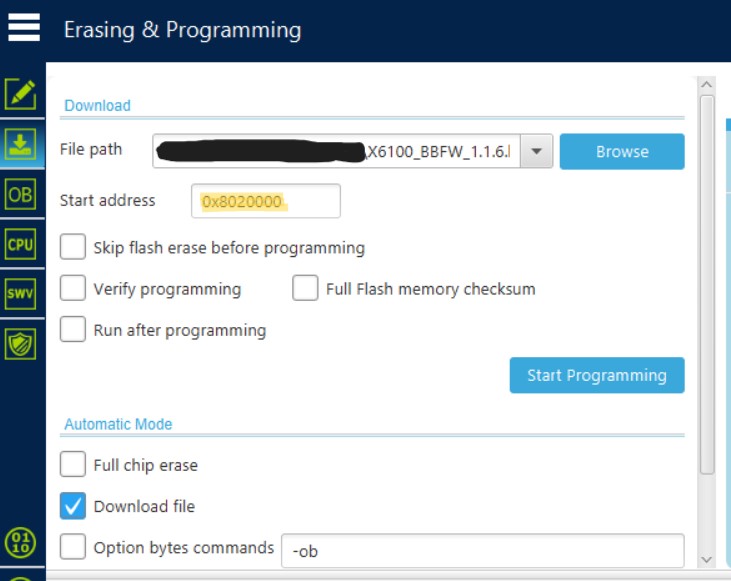 Erasing & Programming
Download
File path \X6100_BBFW_1.1.6. Browse
OB Start address 0x8020000
CPU Skip flash erase before programming
SWV Verify programming Full Flash memory checksum
Run after programming
Start Programming
Automatic Mode
Full chip erase
Download file
01 10 Option bytes commands -ob